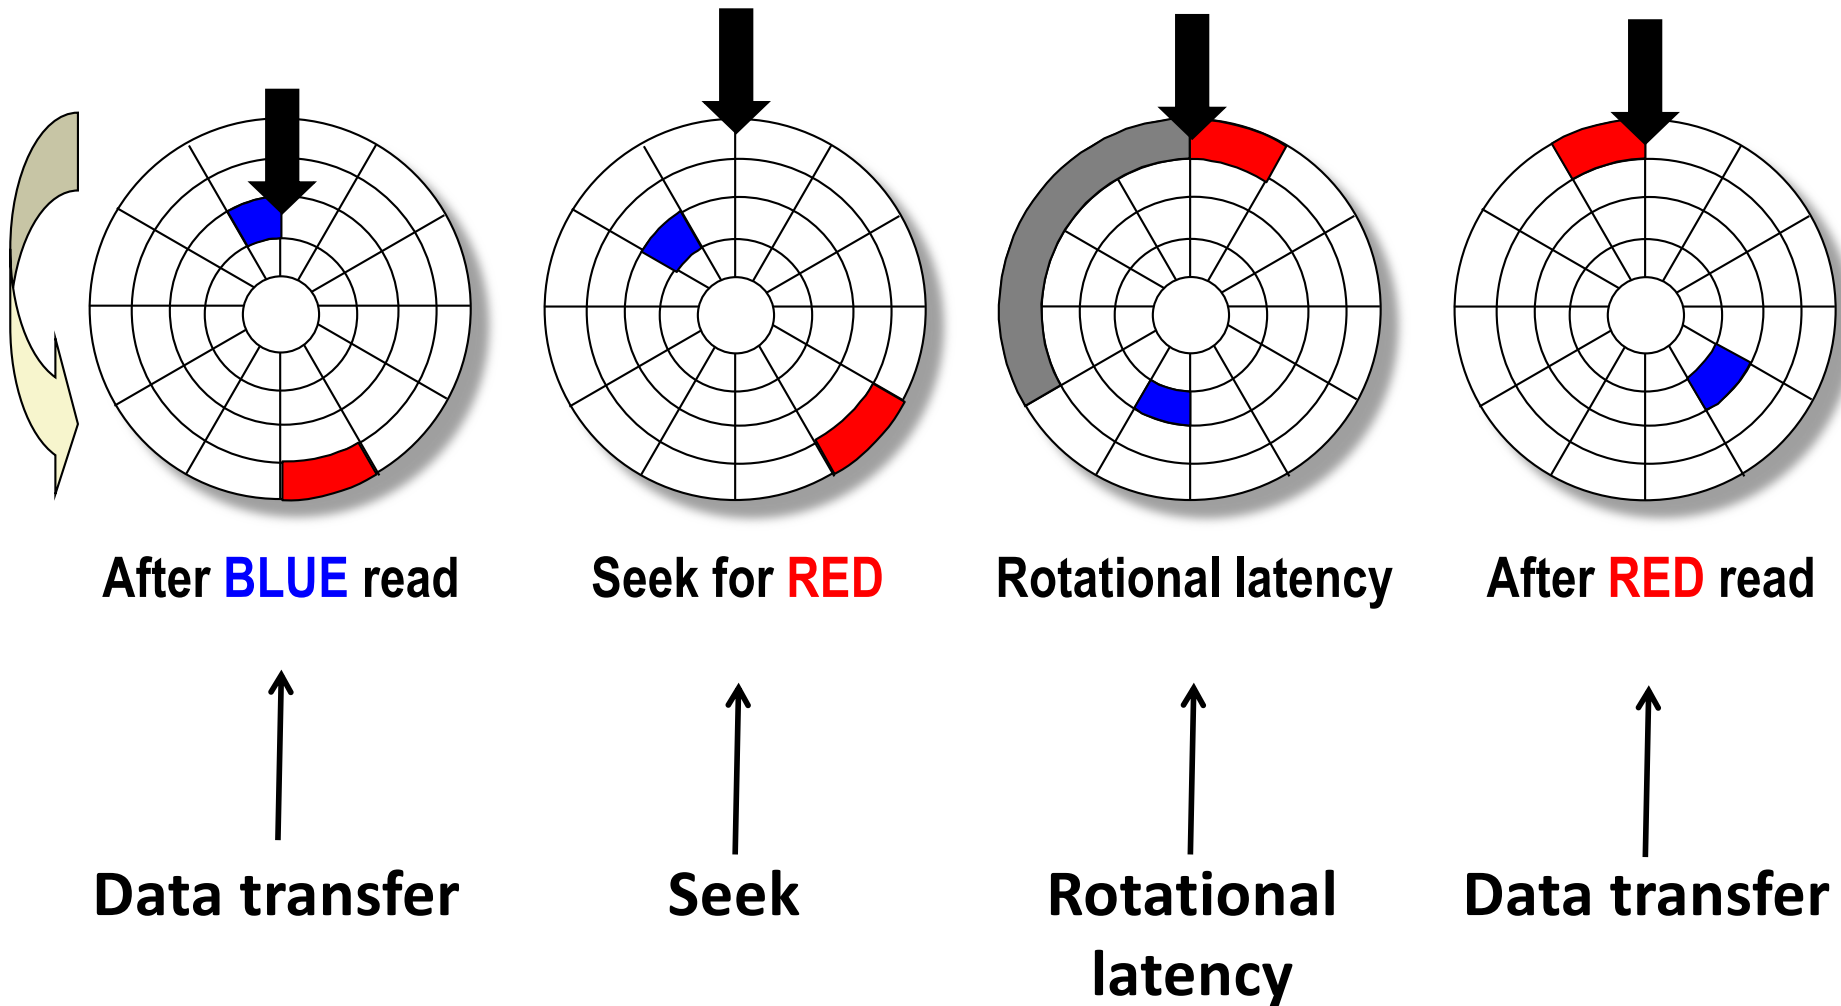 After BLUE read
Seek for RED
Rotational latency
After RED read
Data transfer
Seek
Rotational
latency
Data transfer